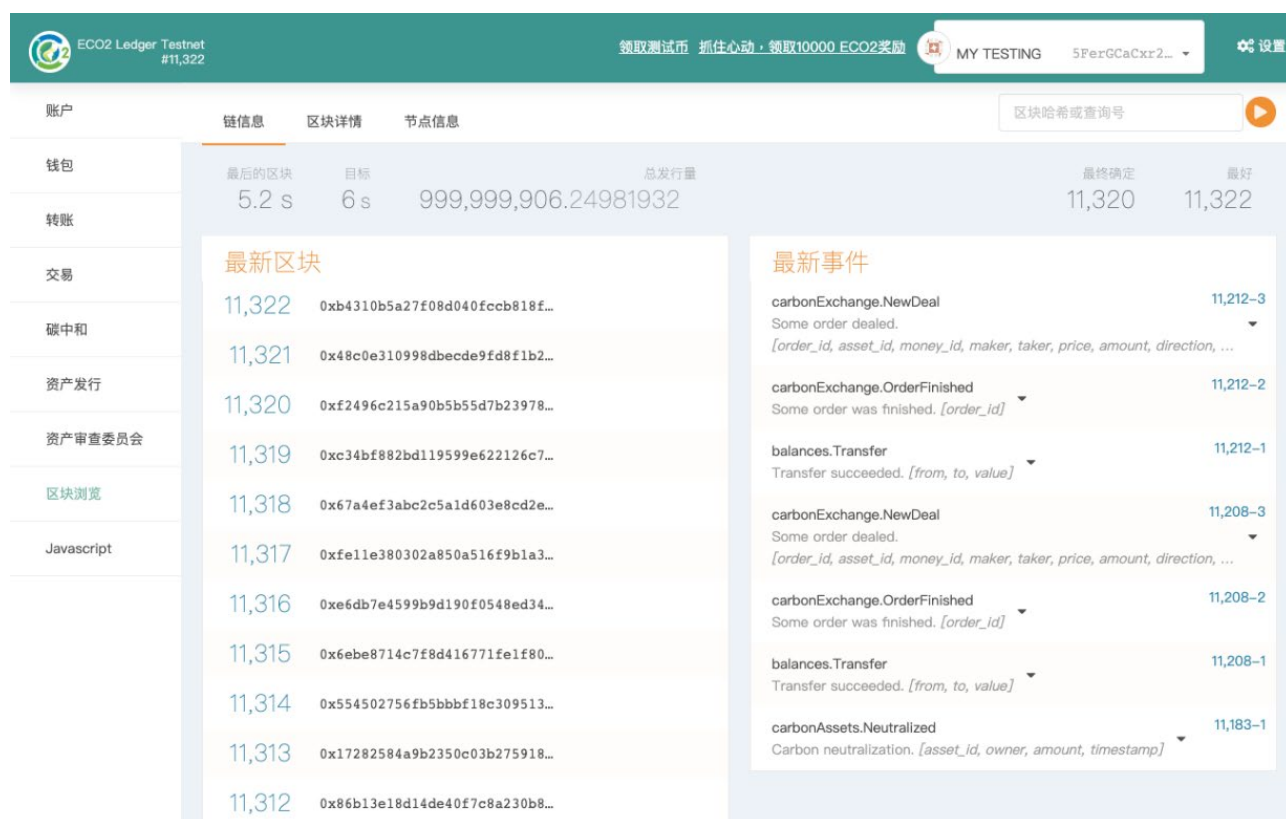 ECO2 Ledger Testnet
#11,322
领取测试币 抓住心动，领取10000 ECO2奖励
MY TESTING 5FerGCaCxr2…
设置
账户
钱包
转账
交易
碳中和
资产发行
资产审查委员会
区块浏览
Javascript
链信息 区块详情 节点信息
区块哈希或查询号
最后的区块 目标 总发行量 最终确定 最好
5.2 s 6 s 999,999,906.24981932 11,320 11,322
最新区块
11,322 0xb4310b5a27f08d040fccb818f…
11,321 0x48c0e310998dbecde9fd8f1b2…
11,320 0xf2496c215a90b5b55d7b23978…
11,319 0xc34bf882bd119599e622126c7…
11,318 0x67a4ef3abc2c5a1d603e8cd2e…
11,317 0xfe11e380302a850a516f9b1a3…
11,316 0xe6db7e4599b9d190f0548ed34…
11,315 0x6ebe8714c7f8d416771fe1f80…
11,314 0x554502756fb5bbbf18c309513…
11,313 0x17282584a9b2350c03b275918…
11,312 0x86b13e18d14de40f7c8a230b8…
最新事件
carbonExchange.NewDeal 11,212-3
Some order dealed.
[order_id, asset_id, money_id, maker, taker, price, amount, direction, …
carbonExchange.OrderFinished 11,212-2
Some order was finished. [order_id]
balances.Transfer 11,212-1
Transfer succeeded. [from, to, value]
carbonExchange.NewDeal 11,208-3
Some order dealed.
[order_id, asset_id, money_id, maker, taker, price, amount, direction, …
carbonExchange.OrderFinished 11,208-2
Some order was finished. [order_id]
balances.Transfer 11,208-1
Transfer succeeded. [from, to, value]
carbonAssets.Neutralized 11,183-1
Carbon neutralization. [asset_id, owner, amount, timestamp]